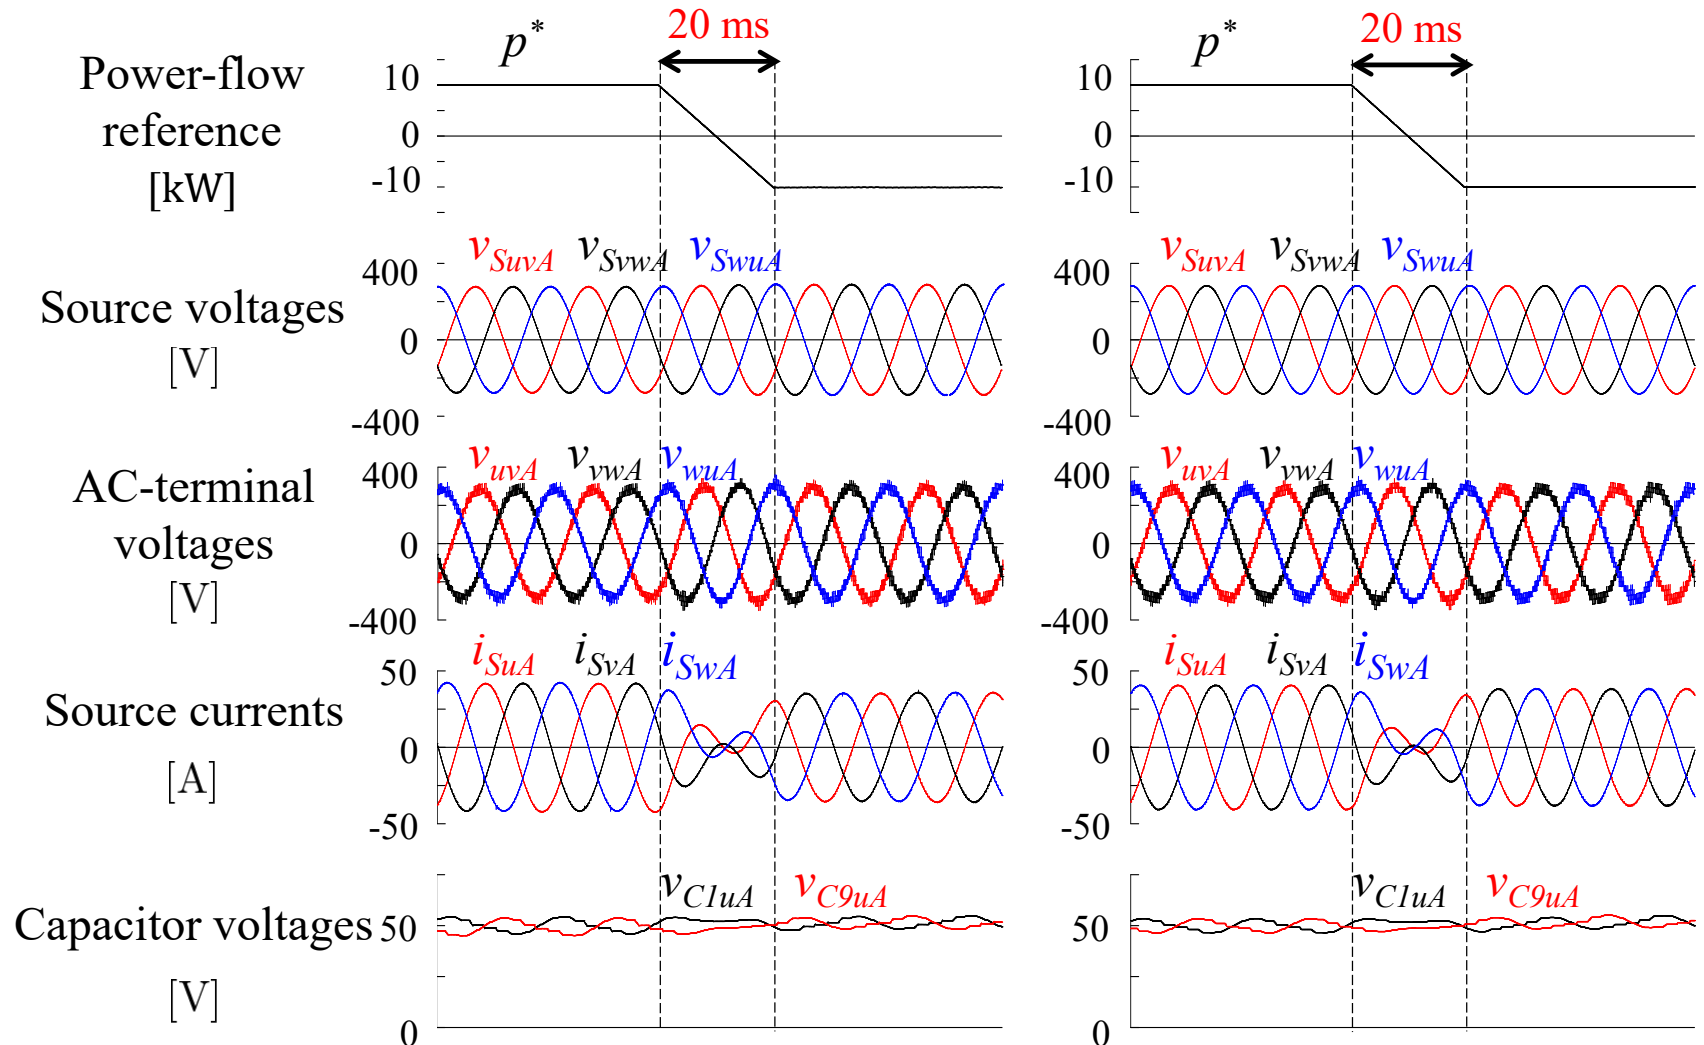 20 ms
20 ms
p*
p*
Power-flow
reference
[kW]
10
0
-10
10
0
-10
vSuvA vSvwA vSwuA
vSuvA vSvwA vSwuA
Source voltages
[V]
400
0
-400
400
0
-400
vuvA vvwA vwuA
vuvA vvwA vwuA
AC-terminal
voltages
[V]
400
0
-400
400
0
-400
iSuA iSvA iSwA
iSuA iSvA iSwA
Source currents
[A]
50
0
-50
50
0
-50
vC1uA vC9uA
vC1uA vC9uA
Capacitor voltages
[V]
50
0
50
0